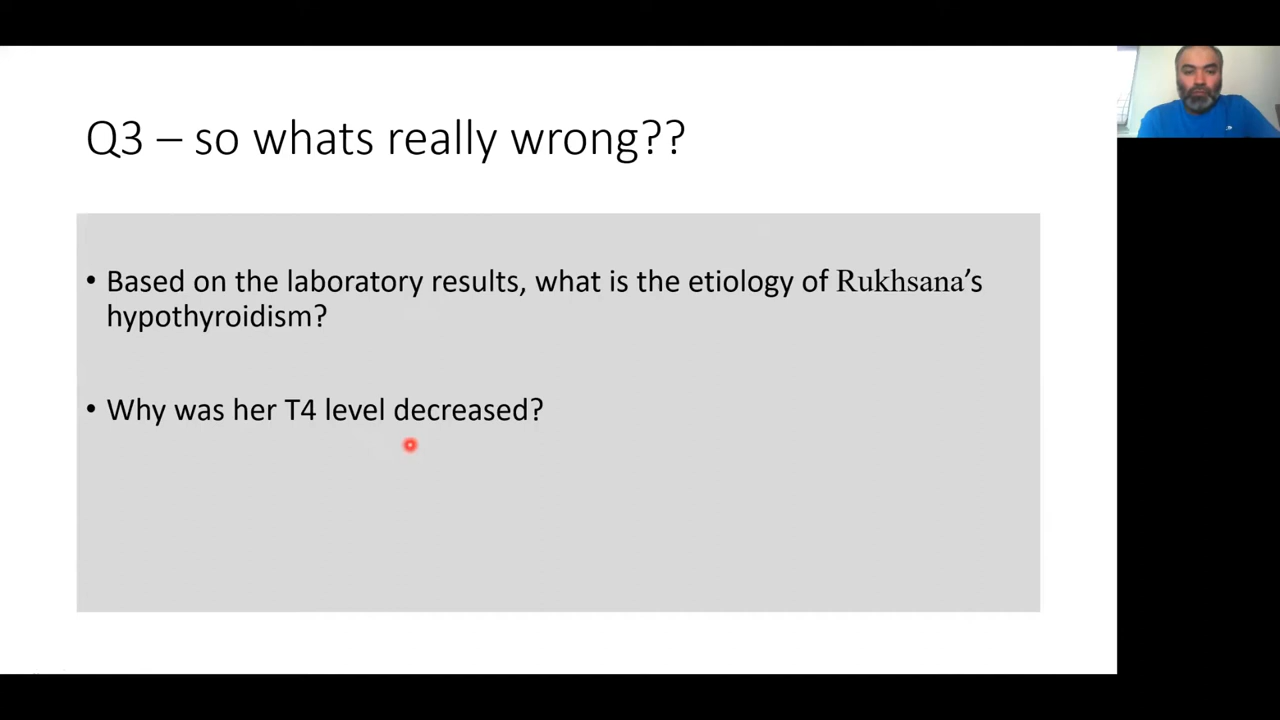 Q3 – so whats really wrong??
• Based on the laboratory results, what is the etiology of Rukhsana's
hypothyroidism?
• Why was her T4 level decreased?